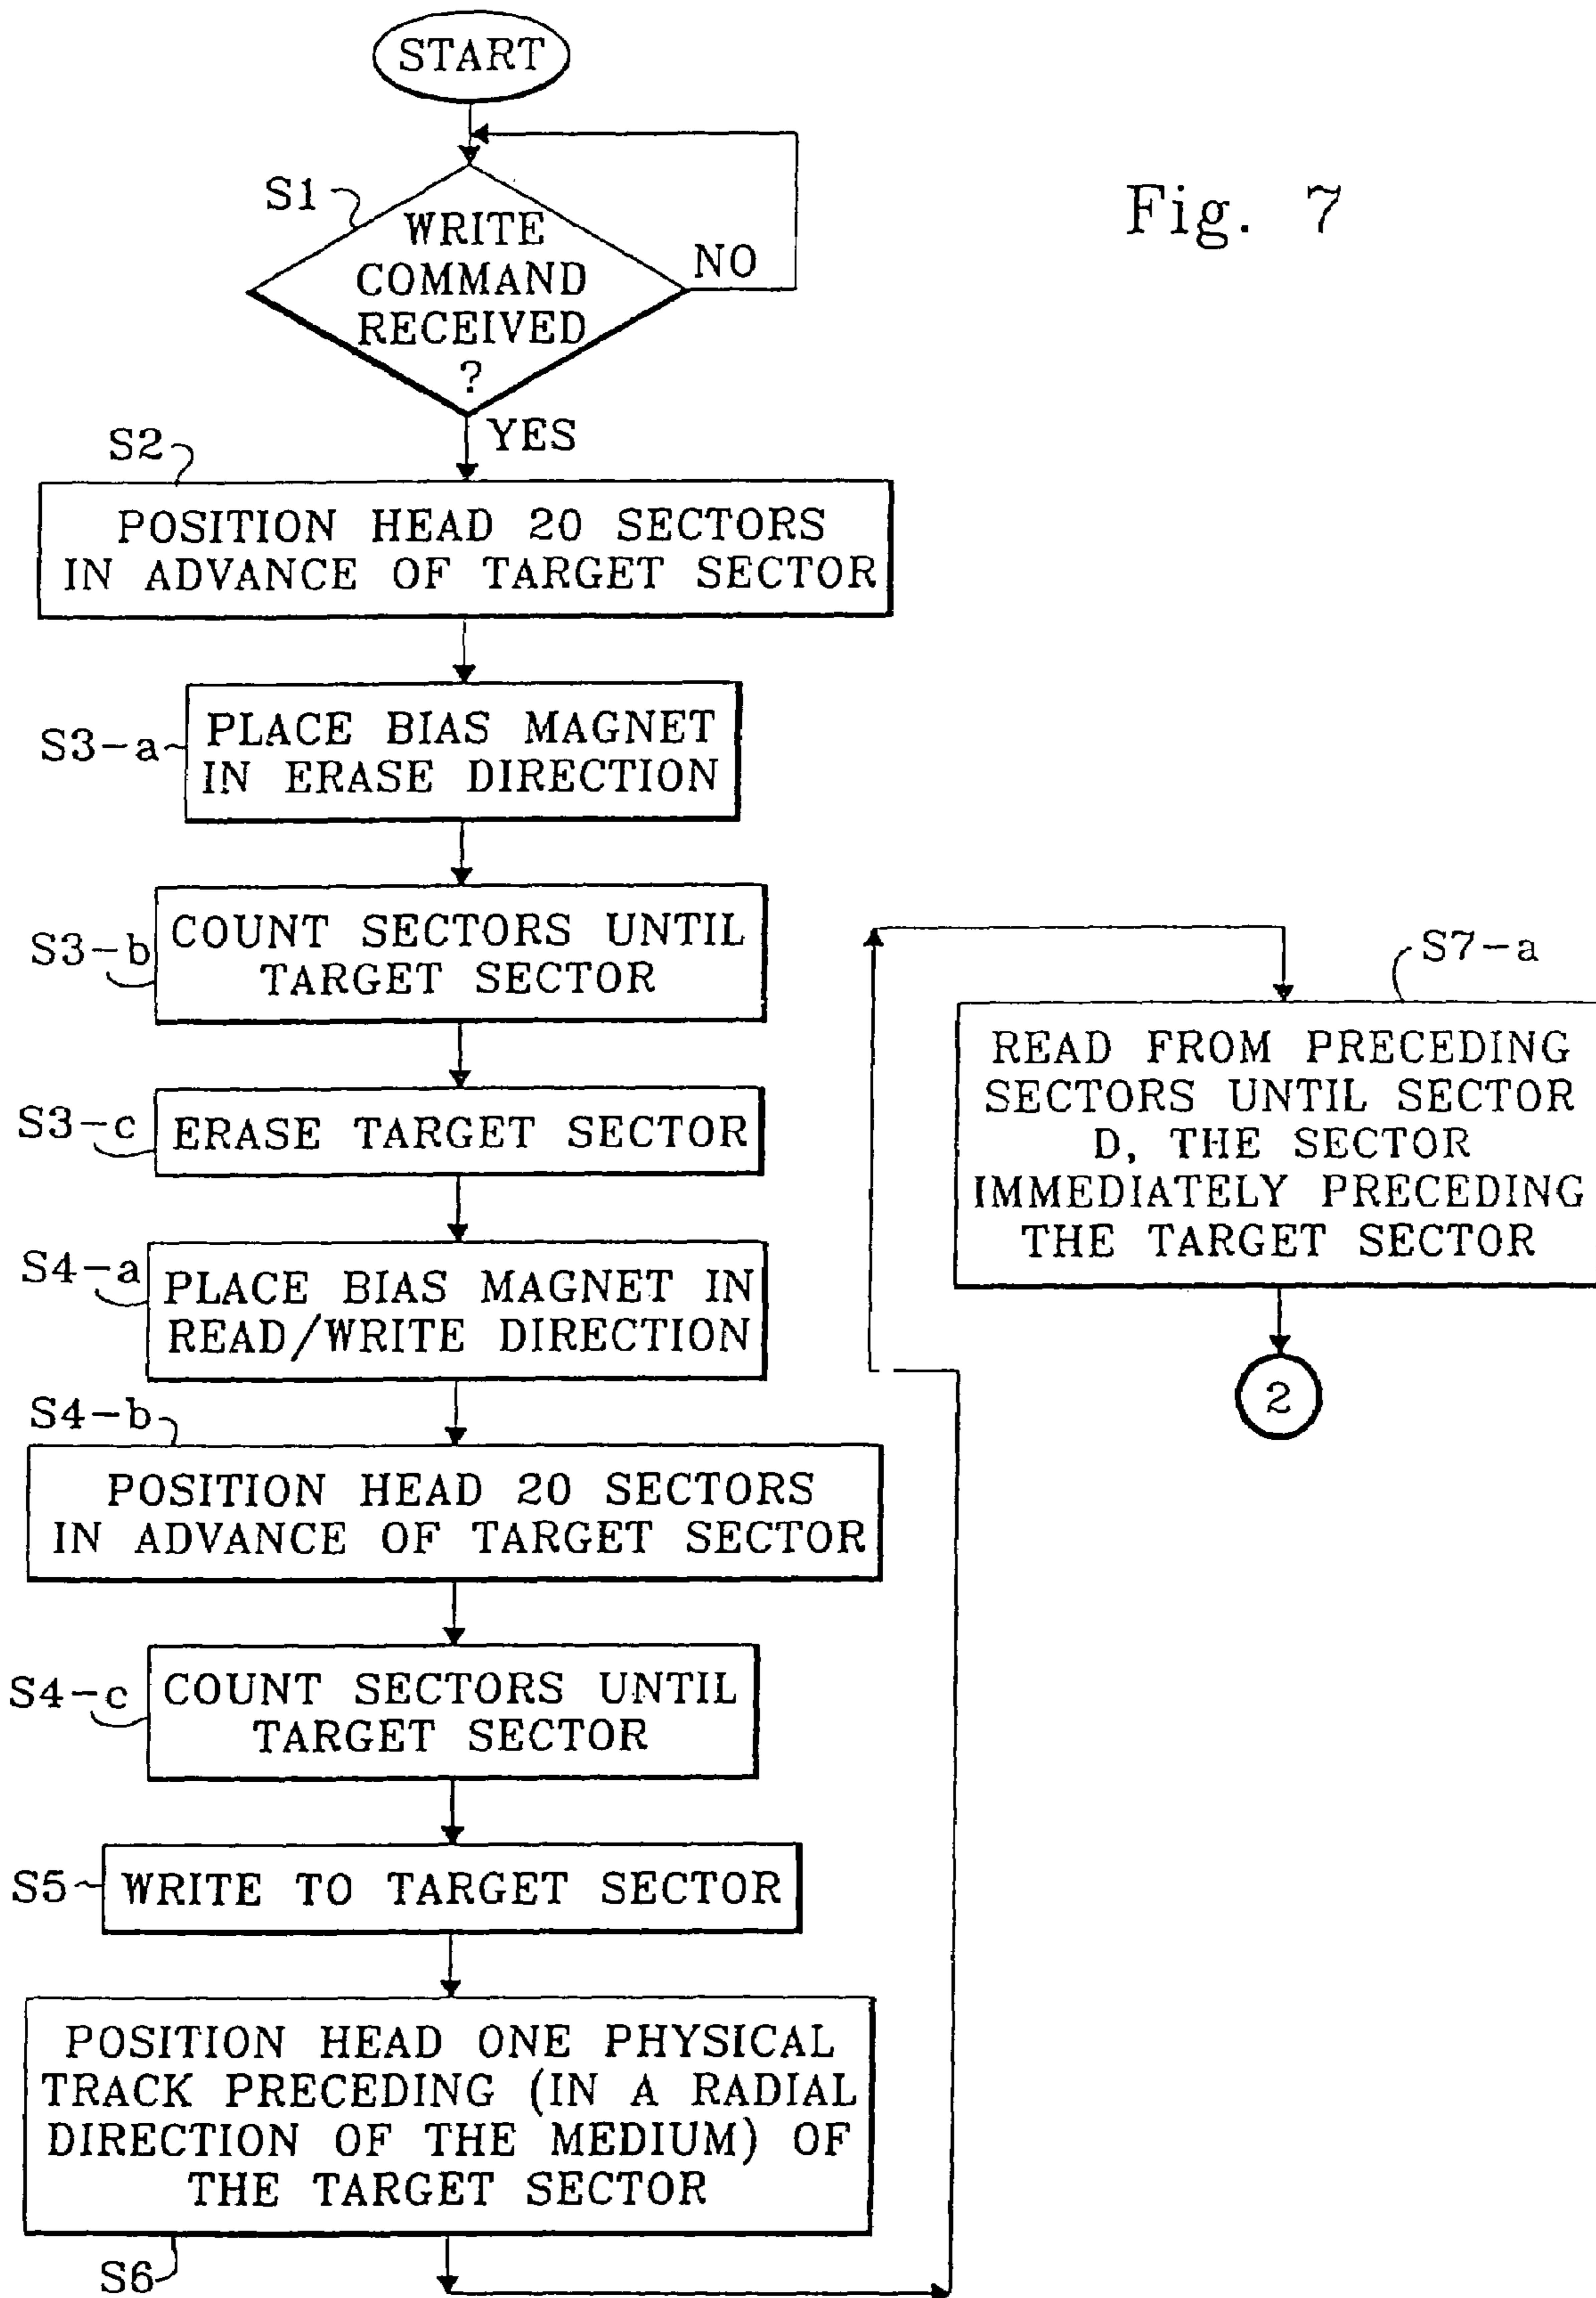 START
Fig. 7
S1
WRITE
COMMAND
RECEIVED
?
NO
YES
S2
POSITION HEAD 20 SECTORS
IN ADVANCE OF TARGET SECTOR
S3-a
PLACE BIAS MAGNET
IN ERASE DIRECTION
S3-b
COUNT SECTORS UNTIL
TARGET SECTOR
S3-c
ERASE TARGET SECTOR
S4-a
PLACE BIAS MAGNET IN
READ/WRITE DIRECTION
S4-b
POSITION HEAD 20 SECTORS
IN ADVANCE OF TARGET SECTOR
S4-c
COUNT SECTORS UNTIL
TARGET SECTOR
S5
WRITE TO TARGET SECTOR
POSITION HEAD ONE PHYSICAL
TRACK PRECEDING (IN A RADIAL
DIRECTION OF THE MEDIUM) OF
THE TARGET SECTOR
S6
S7-a
READ FROM PRECEDING
SECTORS UNTIL SECTOR
D, THE SECTOR
IMMEDIATELY PRECEDING
THE TARGET SECTOR
2